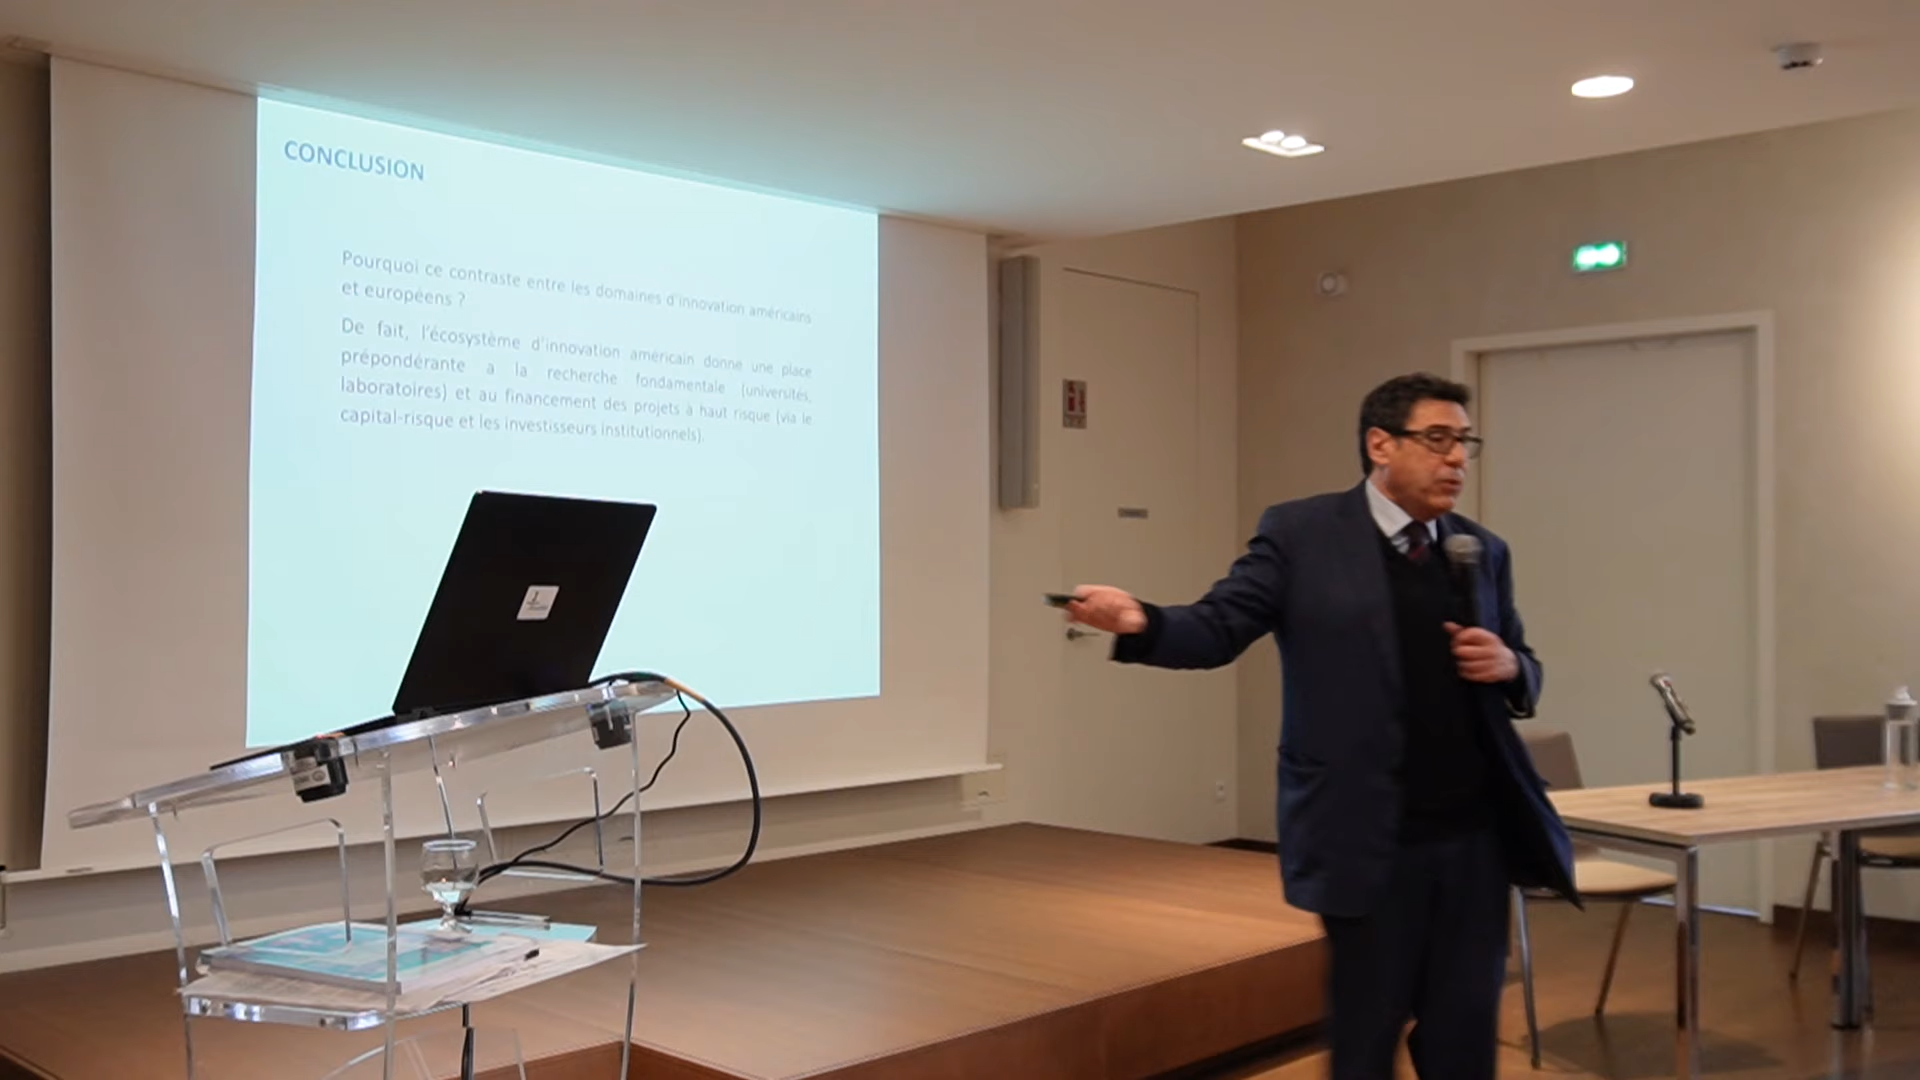 CONCLUSION
Pourquoi ce contraste entre les domaines d'innovation américains
et européens ?
De fait, l'écosystème d'innovation américain donne une place
prépondérante a la recherche fondamentale (universités,
laboratoires) et au financement des projets à haut risque (via le
capital-risque et les investisseurs institutionnels).